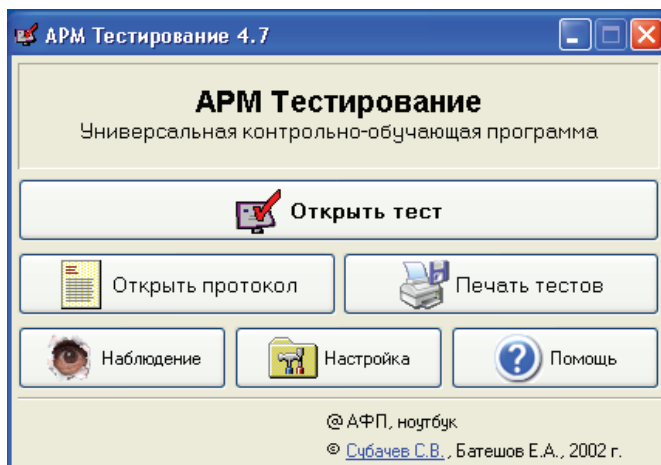 АРМ Тестирование 4.7
АРМ Тестирование
Универсальная контрольно-обучающая программа
Открыть тест
Открыть протокол
Печать тестов
Наблюдение
Настройка
Помощь
@ АФП, ноутбук
© Субачев С.В. , Батешов Е.А., 2002 г.